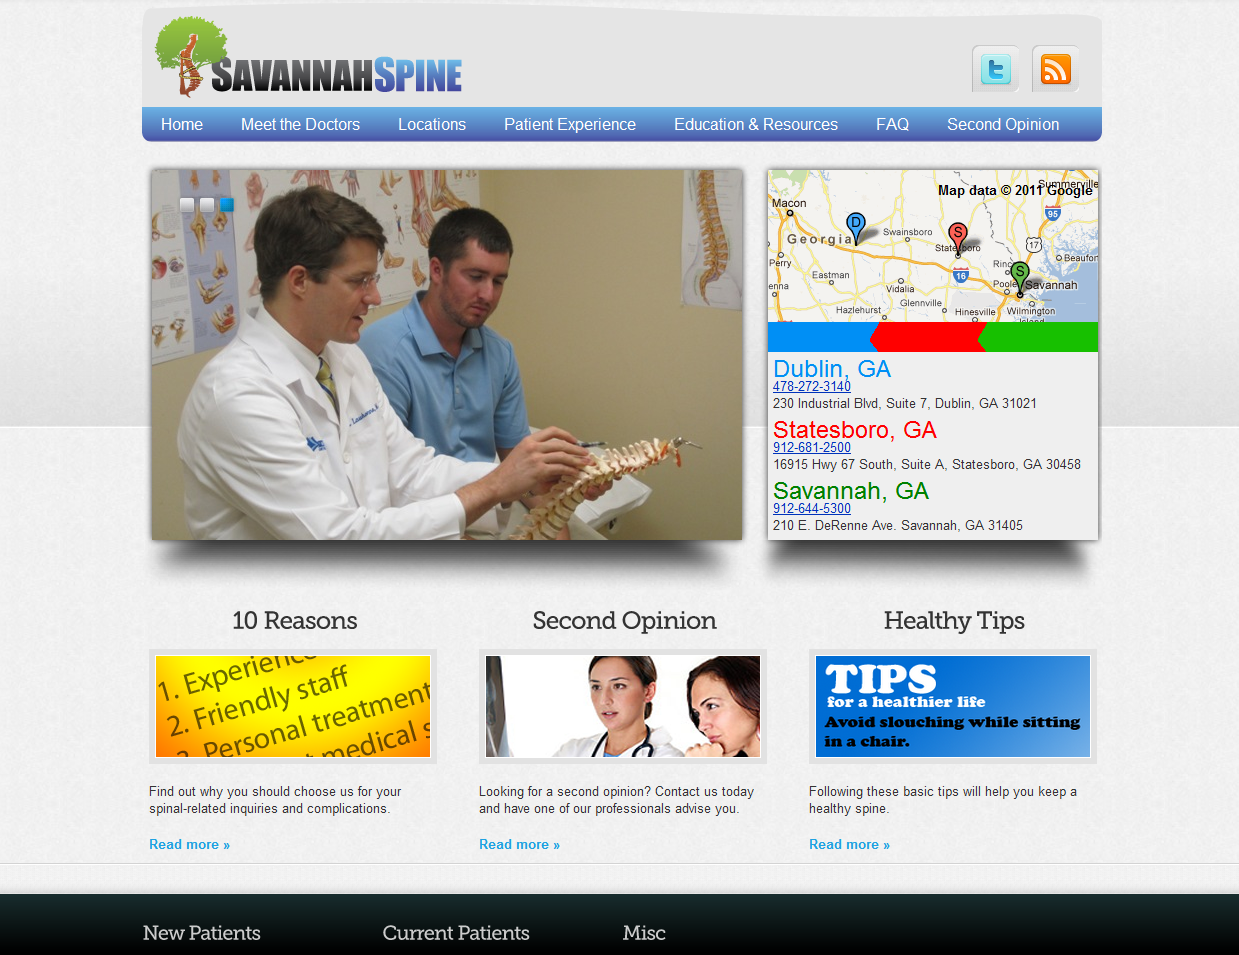 SAVANNAHSPINE
Home Meet the Doctors Locations Patient Experience Education & Resources FAQ Second Opinion
Summerville
Map data © 2011 Google
Macon
95
D
S
Swainsboro
Georgia
Statesboro
17
Beaufort
Perry
Eastman
16
S
Vidalia
Savannah
Glennville
Hazlehurst
Hinesville
Wilmington
Island
Dublin, GA
478-272-3140
230 Industrial Blvd, Suite 7, Dublin, GA 31021
Statesboro, GA
912-681-2500
16915 Hwy 67 South, Suite A, Statesboro, GA 30458
Savannah, GA
912-644-5300
210 E. DeRenne Ave. Savannah, GA 31405
10 Reasons
Second Opinion
Healthy Tips
1. Experience
2. Friendly staff
3. Personal treatment
medical s
TIPS
for a healthier life
Avoid slouching while sitting
in a chair.
Find out why you should choose us for your
spinal-related inquiries and complications.
Read more »
Looking for a second opinion? Contact us today
and have one of our professionals advise you.
Read more »
Following these basic tips will help you keep a
healthy spine.
Read more »
New Patients
Current Patients
Misc